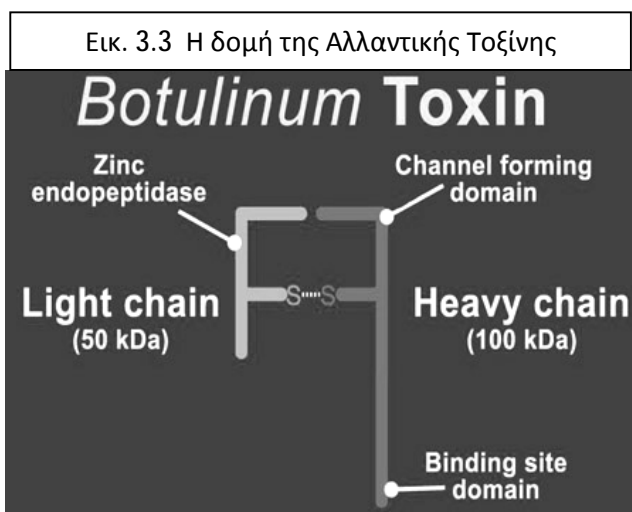 Εικ. 3.3 Η δομή της Αλλαντικής Τοξίνης
Botulinum Toxin
Zinc
endopeptidase
Channel forming
domain
S S
Light chain
(50 kDa)
Heavy chain
(100 kDa)
Binding site
domain